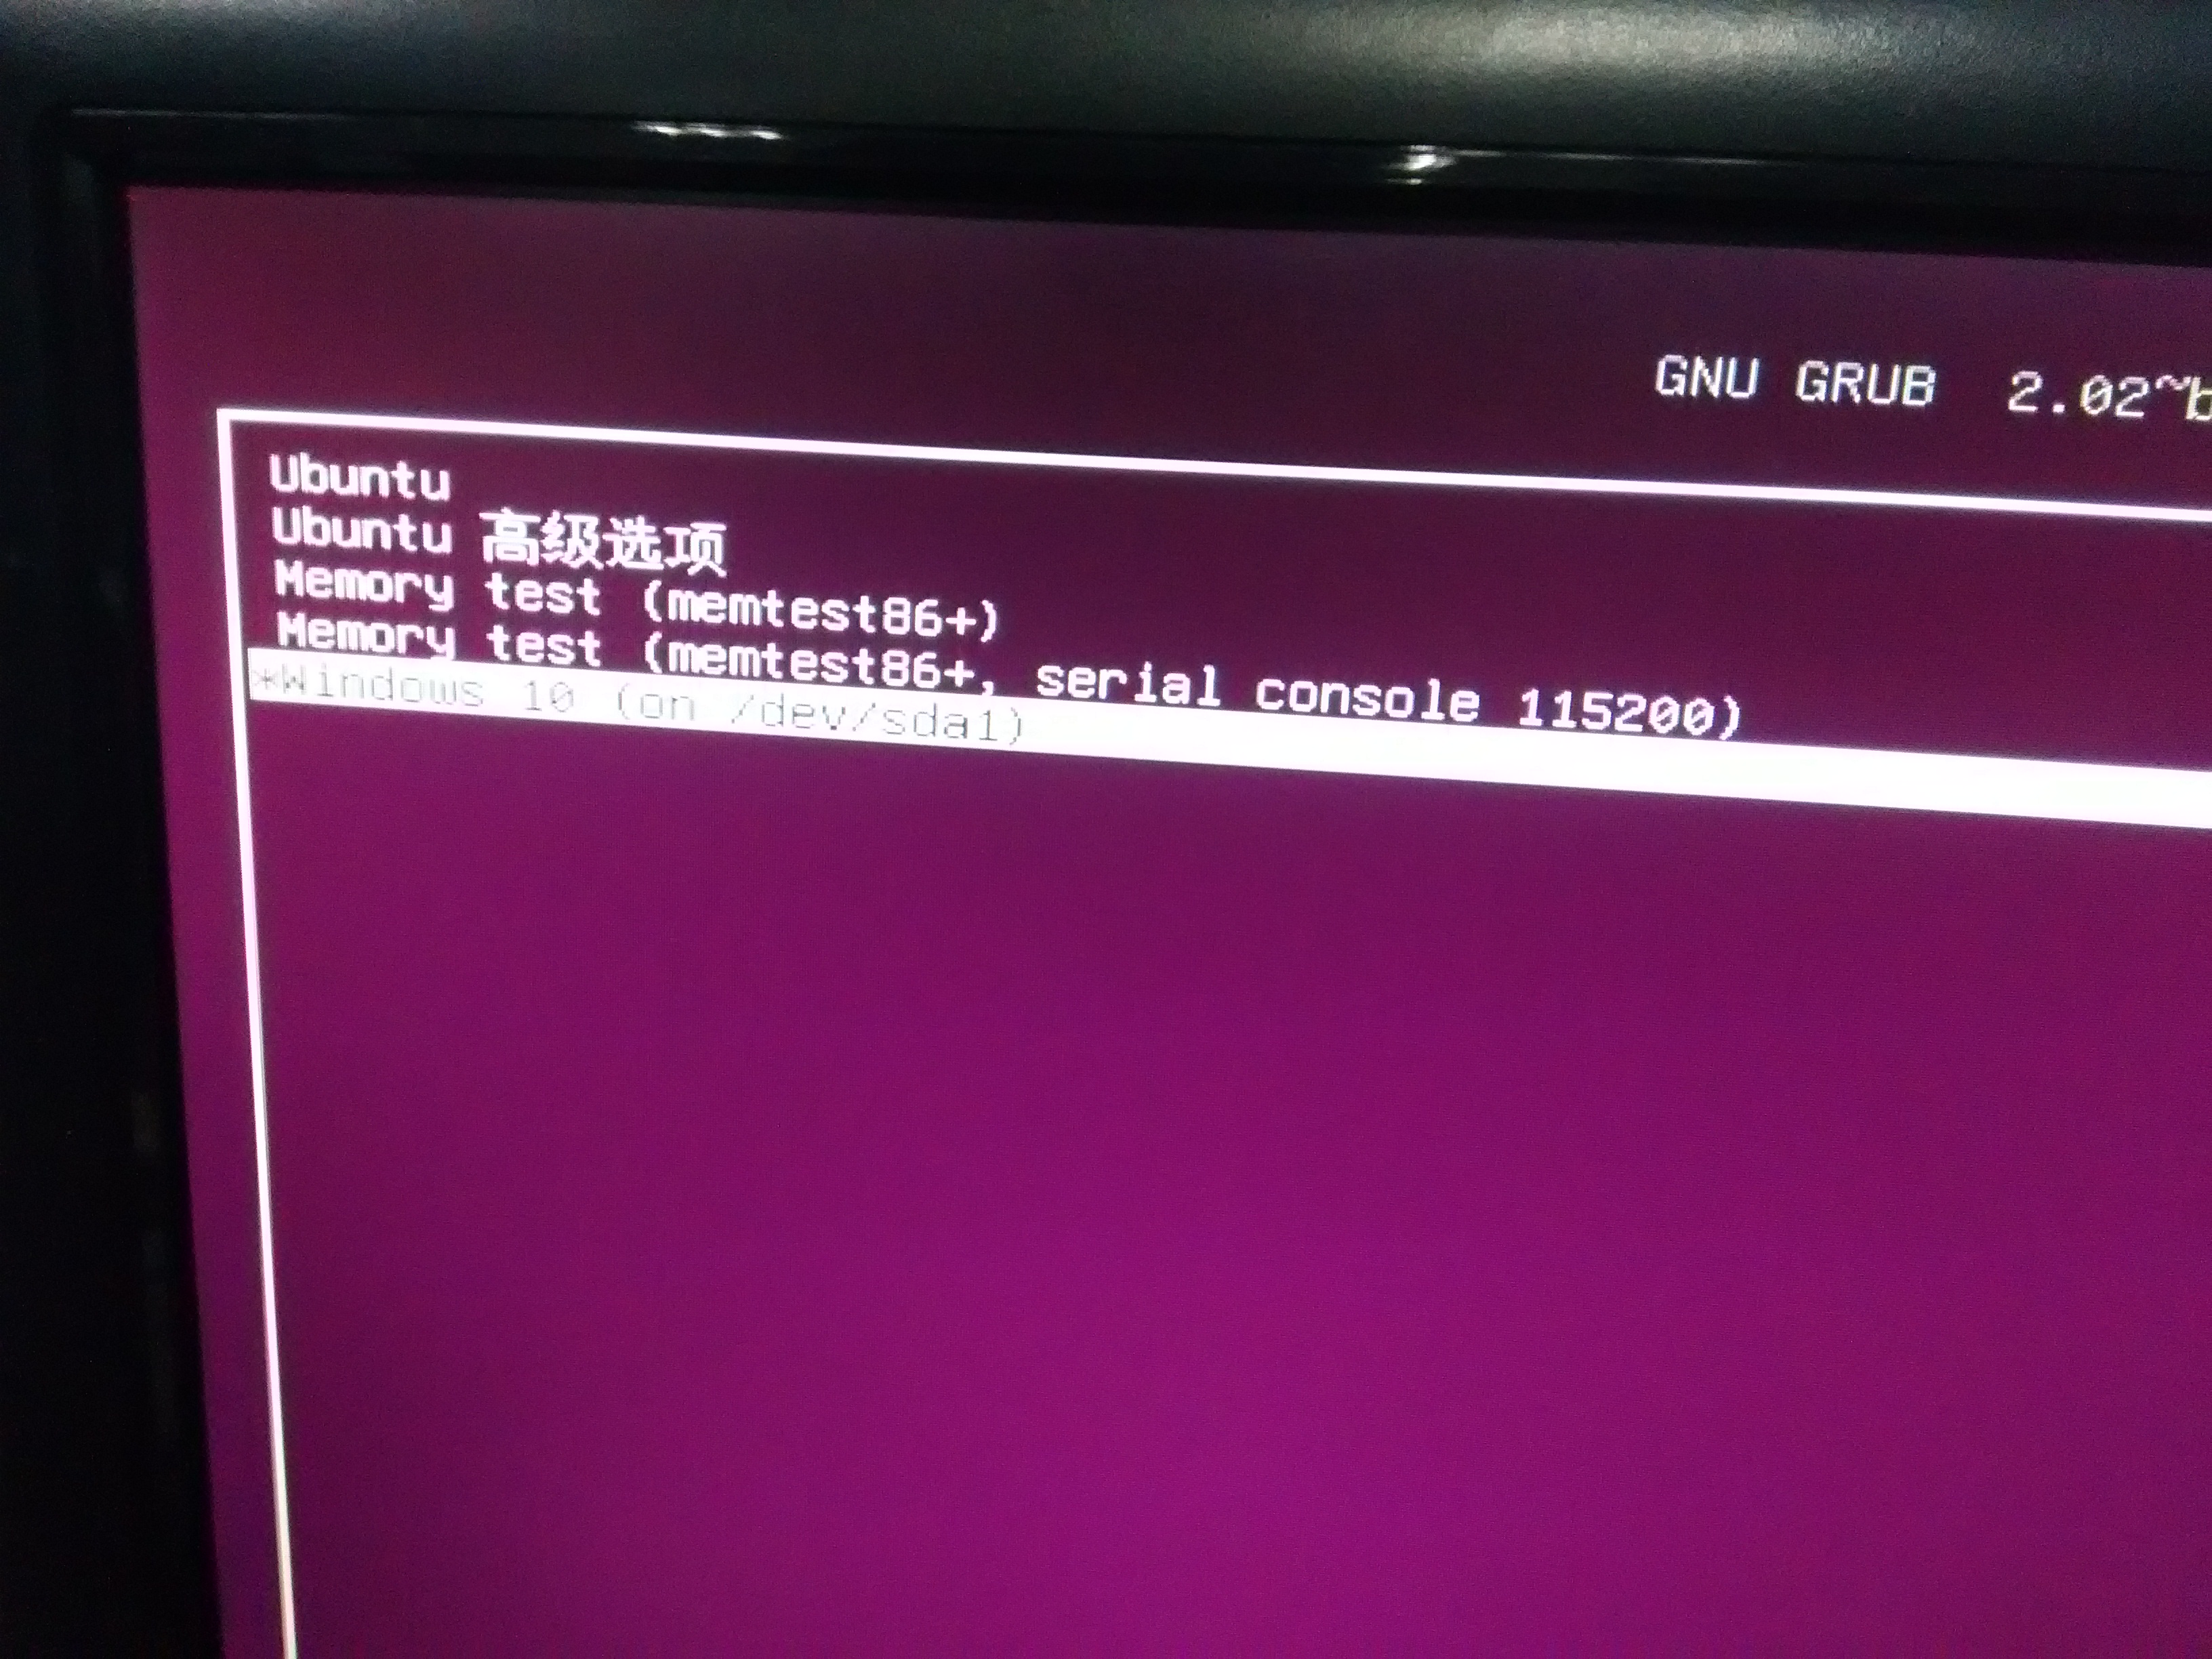 GNU GRUB 2.02~b
Ubuntu
Ubuntu 高级选项
Memory test (memtest86+)
Memory test (memtest86+, serial console 115200)
*Windows 10 (on /dev/sda1)